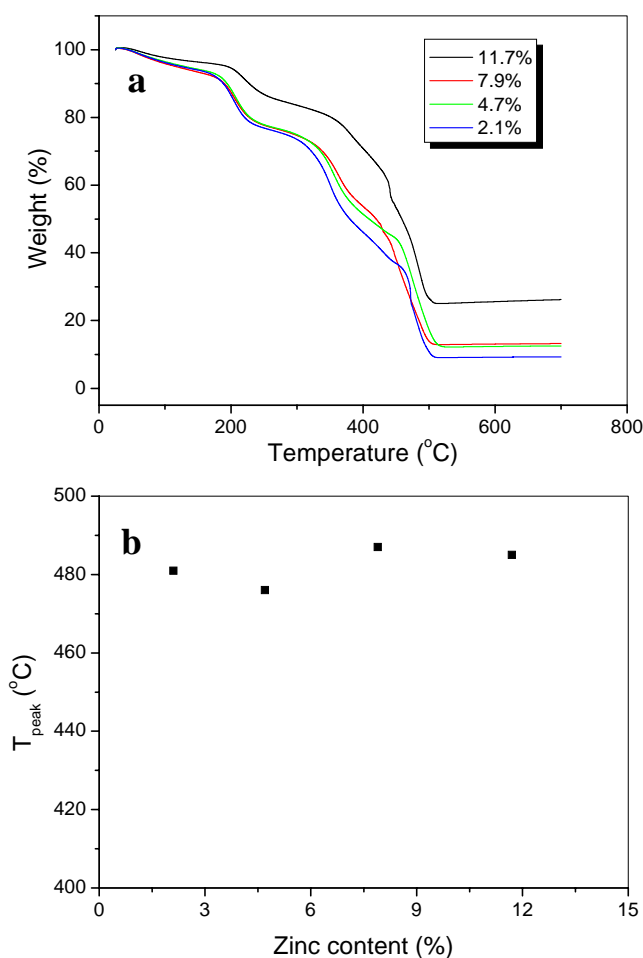 a
11.7%
7.9%
4.7%
2.1%
100
80
60
40
20
0
Weight (%)
0 200 400 600 800
Temperature (°C)
b
500
480
460
440
420
400
T peak (°C)
0 3 6 9 12 15
Zinc content (%)